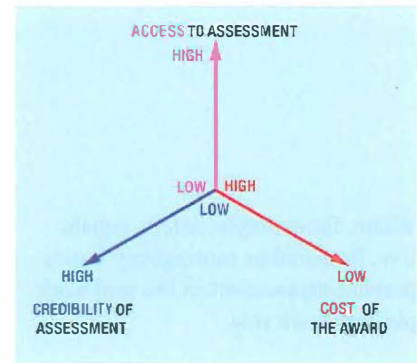 ACCESS TO ASSESSMENT
HIGH
LOW HIGH
LOW
HIGH LOW
CREDIBILITY OF COST OF
ASSESSMENT THE AWARD